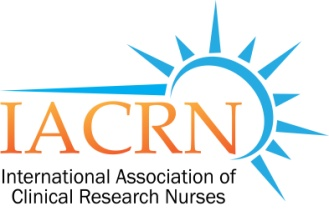 IACRN
International Association of
Clinical Research Nurses